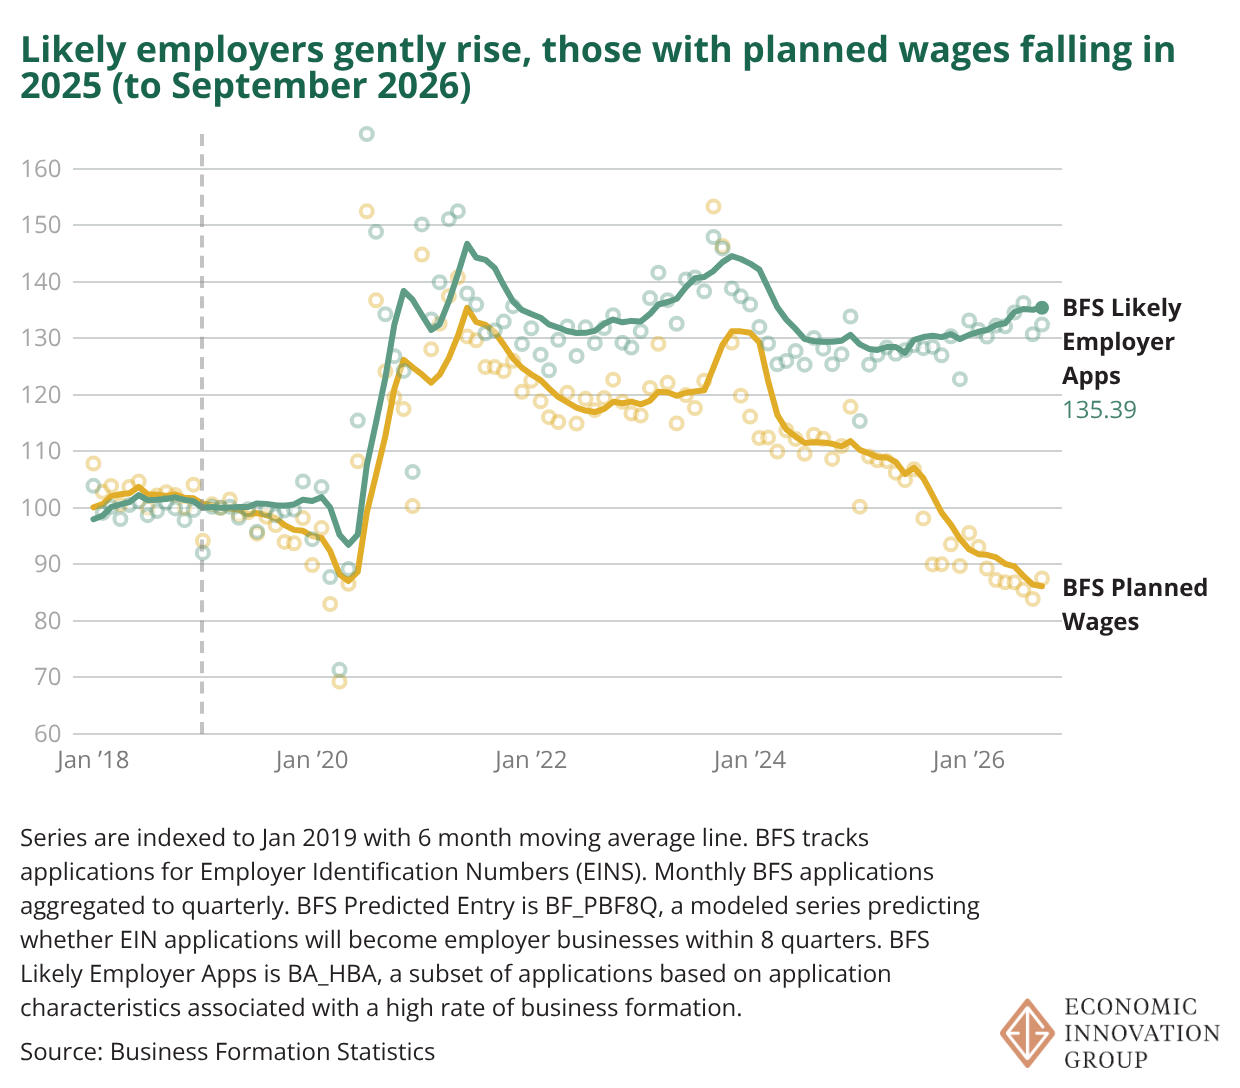 Likely employers gently rise, those with planned wages falling in
2025 (to September 2026)
160
150
140
130
120
110
100
90
80
70
60
Jan ’18
Jan ’20
Jan ’22
Jan ’24
Jan ’26
BFS Likely
Employer
Apps
135.39
BFS Planned
Wages
Series are indexed to Jan 2019 with 6 month moving average line. BFS tracks
applications for Employer Identification Numbers (EINS). Monthly BFS applications
aggregated to quarterly. BFS Predicted Entry is BF_PBF8Q, a modeled series predicting
whether EIN applications will become employer businesses within 8 quarters. BFS
Likely Employer Apps is BA_HBA, a subset of applications based on application
characteristics associated with a high rate of business formation.
Source: Business Formation Statistics
ECONOMIC
INNOVATION
GROUP